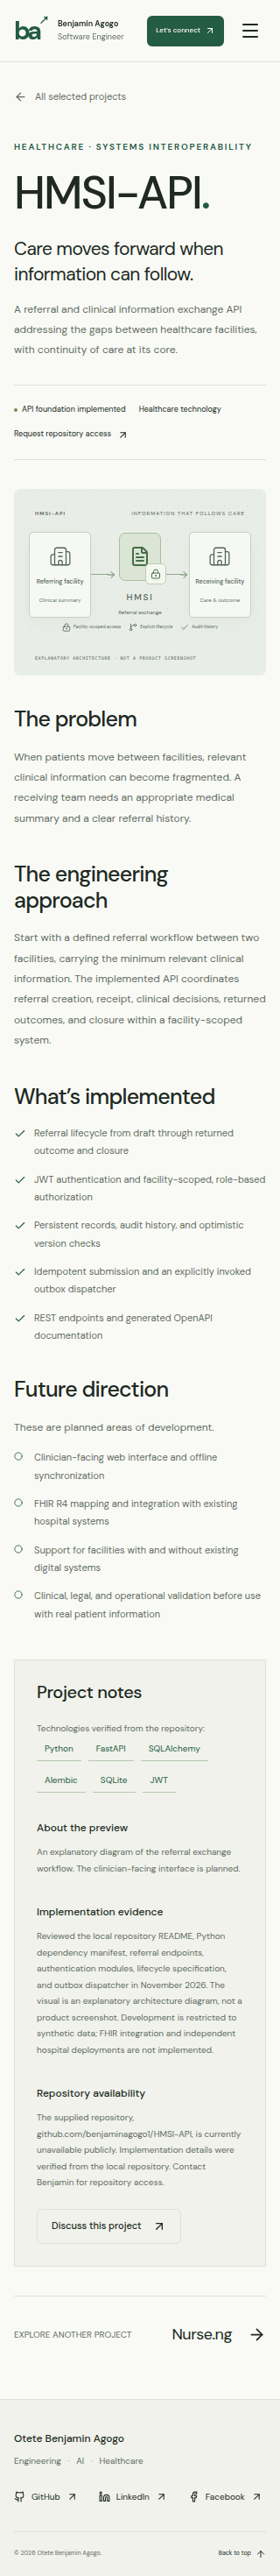 ba
Benjamin Agogo
Software Engineer
Let's connect
All selected projects
HEALTHCARE · SYSTEMS INTEROPERABILITY
HMSI-API.
Care moves forward when
information can follow.
A referral and clinical information exchange API
addressing the gaps between healthcare facilities,
with continuity of care at its core.
API foundation implemented
Healthcare technology
Request repository access
HMSI-API
INFORMATION THAT FOLLOWS CARE
Referring facility
Clinical summary
HMSI
Referral exchange
Receiving facility
Care & outcome
Facility-scoped access
Explicit lifecycle
Audit history
EXPLANATORY ARCHITECTURE · NOT A PRODUCT SCREENSHOT
The problem
When patients move between facilities, relevant
clinical information can become fragmented. A
receiving team needs an appropriate medical
summary and a clear referral history.
The engineering
approach
Start with a defined referral workflow between two
facilities, carrying the minimum relevant clinical
information. The implemented API coordinates
referral creation, receipt, clinical decisions, returned
outcomes, and closure within a facility-scoped
system.
What's implemented
Referral lifecycle from draft through returned
outcome and closure
JWT authentication and facility-scoped, role-based
authorization
Persistent records, audit history, and optimistic
version checks
Idempotent submission and an explicitly invoked
outbox dispatcher
REST endpoints and generated OpenAPI
documentation
Future direction
These are planned areas of development.
Clinician-facing web interface and offline
synchronization
FHIR R4 mapping and integration with existing
hospital systems
Support for facilities with and without existing
digital systems
Clinical, legal, and operational validation before use
with real patient information
Project notes
Technologies verified from the repository:
Python
FastAPI
SQLAlchemy
Alembic
SQLite
JWT
About the preview
An explanatory diagram of the referral exchange
workflow. The clinician-facing interface is planned.
Implementation evidence
Reviewed the local repository README, Python
dependency manifest, referral endpoints,
authentication modules, lifecycle specification,
and outbox dispatcher in November 2026. The
visual is an explanatory architecture diagram, not a
product screenshot. Development is restricted to
synthetic data; FHIR integration and independent
hospital deployments are not implemented.
Repository availability
The supplied repository,
github.com/benjaminagogo1/HMSI-API, is currently
unavailable publicly. Implementation details were
verified from the local repository. Contact
Benjamin for repository access.
Discuss this project
EXPLORE ANOTHER PROJECT
Nurse.ng
Otete Benjamin Agogo
Engineering · AI · Healthcare
GitHub
LinkedIn
Facebook
© 2026 Otete Benjamin Agogo.
Back to top